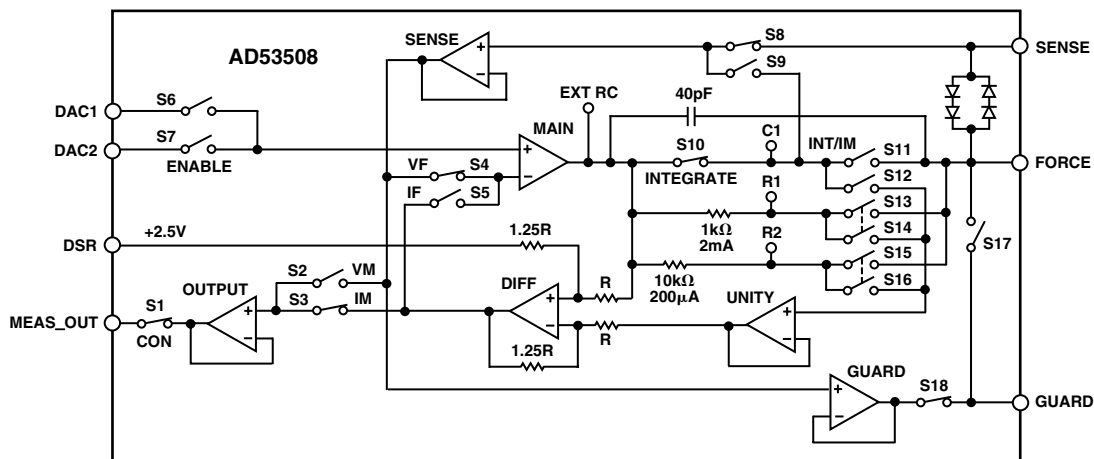 AD53508
SENSE
S8
SENSE
S9
EXT RC
40pF
DAC1
S6
MAIN
C1
INT/IM
DAC2
S7
ENABLE
+
−
+
−
S10
INTEGRATE
S11
FORCE
VF
S4
S12
IF
S5
R1
S13
1kΩ
2mA
S14
S17
DSR
+2.5V
1.25R
R2
S15
10kΩ
200μA
S16
S2
VM
OUTPUT
S3
IM
DIFF
R
UNITY
MEAS_OUT
S1
CON
+
−
+
−
R
+
−
1.25R
GUARD
S18
+
−
GUARD